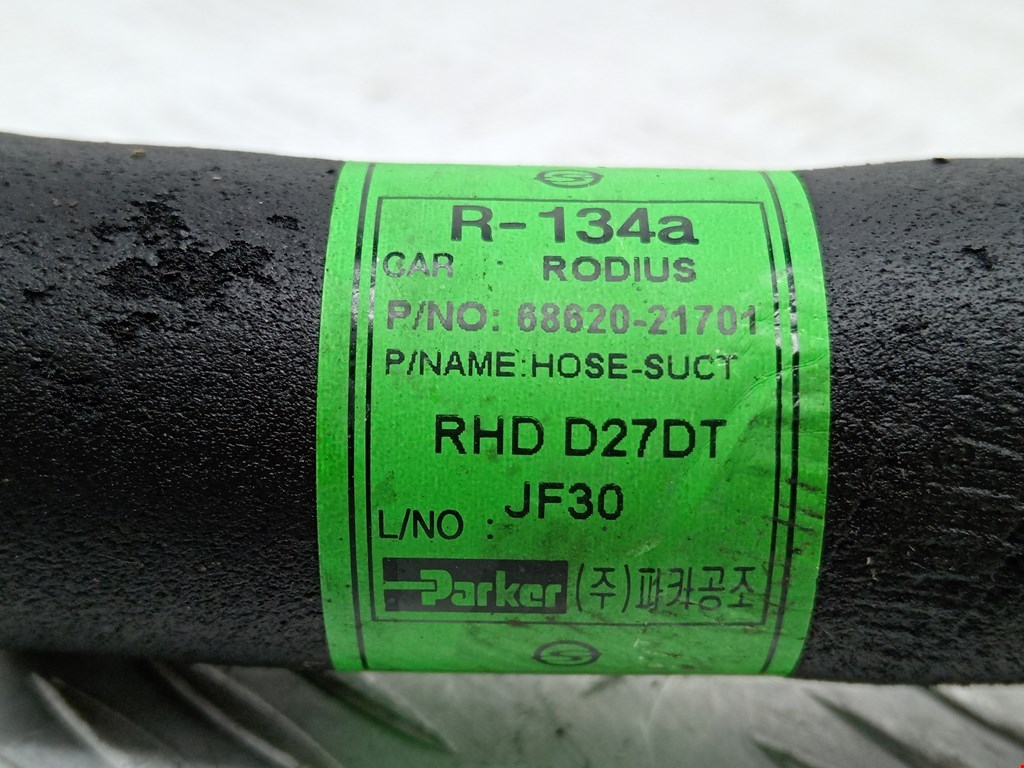 R-134a
CAR : RODIUS
P/NO: 68620-21701
P/NAME:HOSE-SUCT
RHD D27DT
L/NO : JF30
Parker (주)파카공조